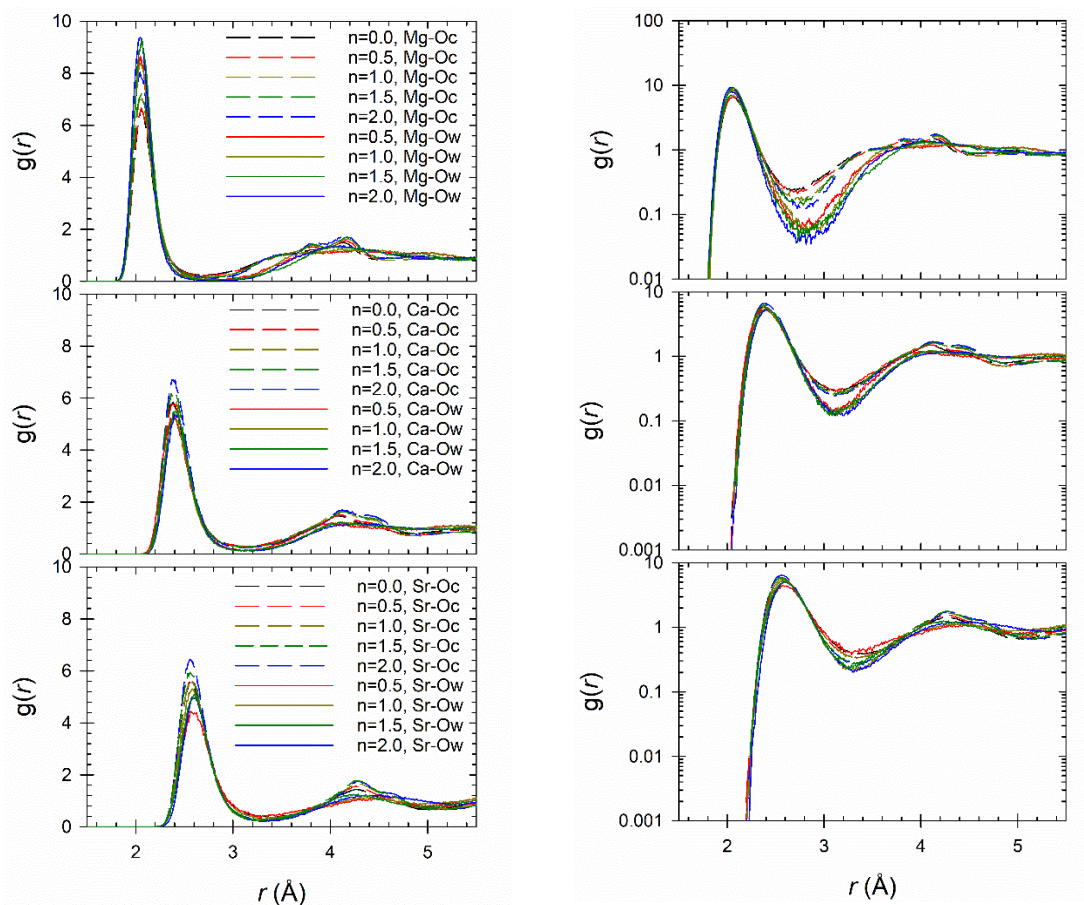 10
8
6
4
2
0
g(r)
n=0.0, Mg-Oc
n=0.5, Mg-Oc
n=1.0, Mg-Oc
n=1.5, Mg-Oc
n=2.0, Mg-Oc
n=0.5, Mg-Ow
n=1.0, Mg-Ow
n=1.5, Mg-Ow
n=2.0, Mg-Ow
10
8
6
4
2
0
g(r)
n=0.0, Ca-Oc
n=0.5, Ca-Oc
n=1.0, Ca-Oc
n=1.5, Ca-Oc
n=2.0, Ca-Oc
n=0.5, Ca-Ow
n=1.0, Ca-Ow
n=1.5, Ca-Ow
n=2.0, Ca-Ow
10
8
6
4
2
0
g(r)
n=0.0, Sr-Oc
n=0.5, Sr-Oc
n=1.0, Sr-Oc
n=1.5, Sr-Oc
n=2.0, Sr-Oc
n=0.5, Sr-Ow
n=1.0, Sr-Ow
n=1.5, Sr-Ow
n=2.0, Sr-Ow
2 3 4 5
r (Å)
100
10
1
0.1
0.01
g(r)
10
1
0.1
0.01
0.001
g(r)
10
1
0.1
0.01
0.001
g(r)
2 3 4 5
r (Å)